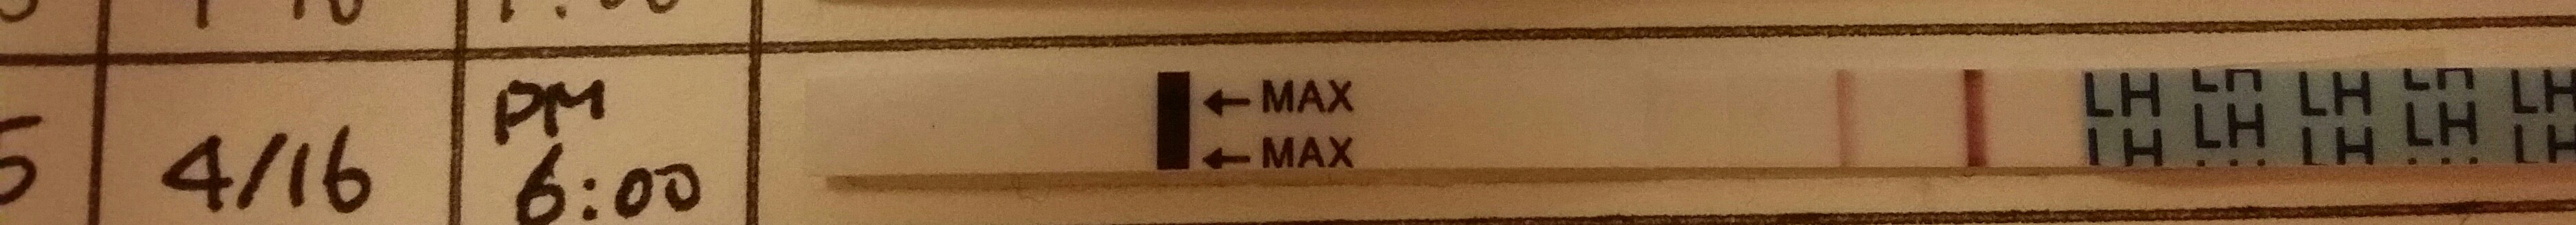 5
4/16
PM
6:00
← MAX
← MAX
LH LH LH LH LH
LH LH LH LH LH